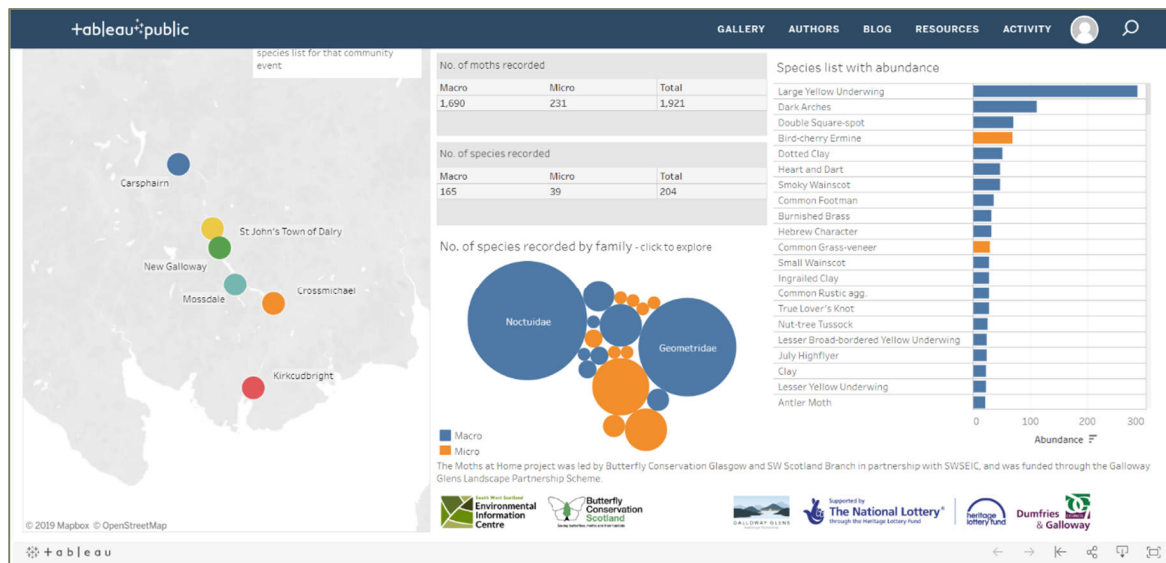 +ableau public
GALLERY AUTHORS BLOG RESOURCES ACTIVITY
species list for that community
event
Carsphairn
St John's Town of Dalry
New Galloway
Mossdale
Crossmichael
Kirkcudbright
© 2019 Mapbox © OpenStreetMap
No. of moths recorded
Macro Micro Total
1,690 231 1,921
No. of species recorded
Macro Micro Total
165 39 204
No. of species recorded by family - click to explore
Noctuidae
Geometridae
Macro
Micro
Species list with abundance
Large Yellow Underwing
Dark Arches
Double Square-spot
Bird-cherry Ermine
Dotted Clay
Heart and Dart
Smoky Wainscot
Common Footman
Burnished Brass
Hebrew Character
Common Grass-veneer
Small Wainscot
Ingrailed Clay
Common Rustic agg.
True Lover's Knot
Nut-tree Tussock
Lesser Broad-bordered Yellow Underwing
July Highflyer
Clay
Lesser Yellow Underwing
Antler Moth
0 100 200 300
Abundance
The Moths at Home project was led by Butterfly Conservation Glasgow and SW Scotland Branch in partnership with SWSEIC, and was funded through the Galloway
Glens Landscape Partnership Scheme.
South West Scotland
Environmental
Information
Centre
Butterfly
Conservation
Scotland
GALLOWAY GLENS
Supported by
The National Lottery®
through the Heritage Lottery Fund
heritage
lottery fund
Dumfries
& Galloway
+ableau